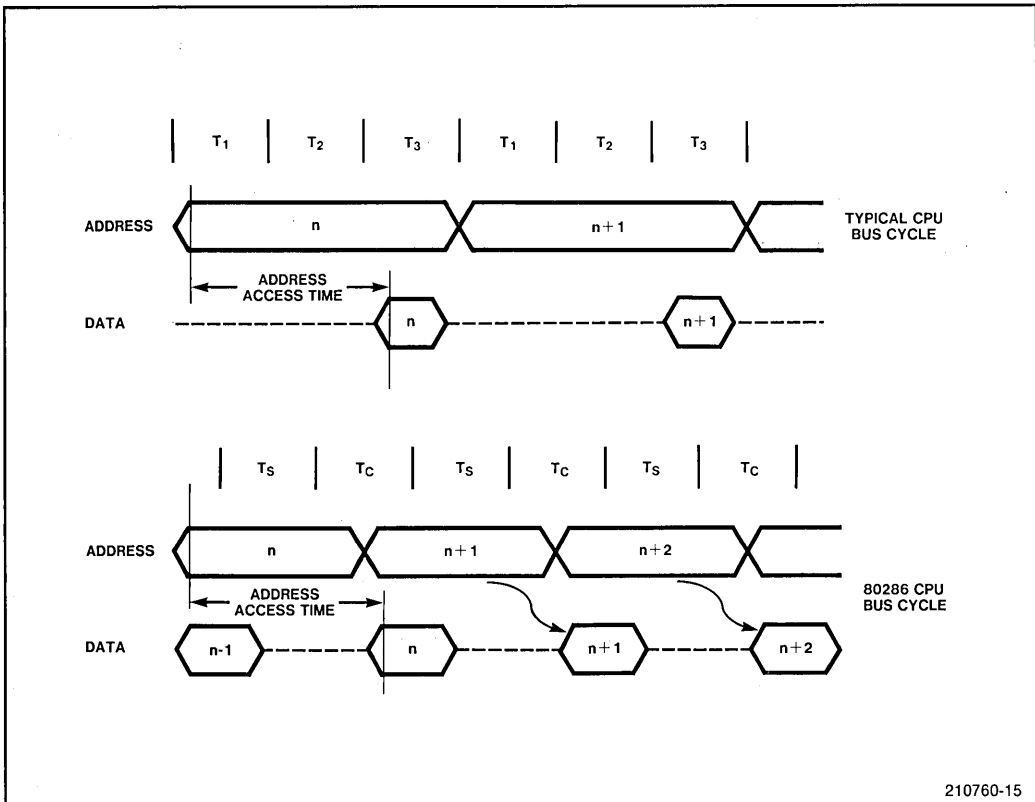 T1 T2 T3 T1 T2 T3
ADDRESS n n+1 TYPICAL CPU
BUS CYCLE
ADDRESS
ACCESS TIME
DATA n n+1
TS TC TS TC TS TC
ADDRESS n n+1 n+2
80286 CPU
BUS CYCLE
ADDRESS
ACCESS TIME
DATA n-1 n n+1 n+2
210760-15